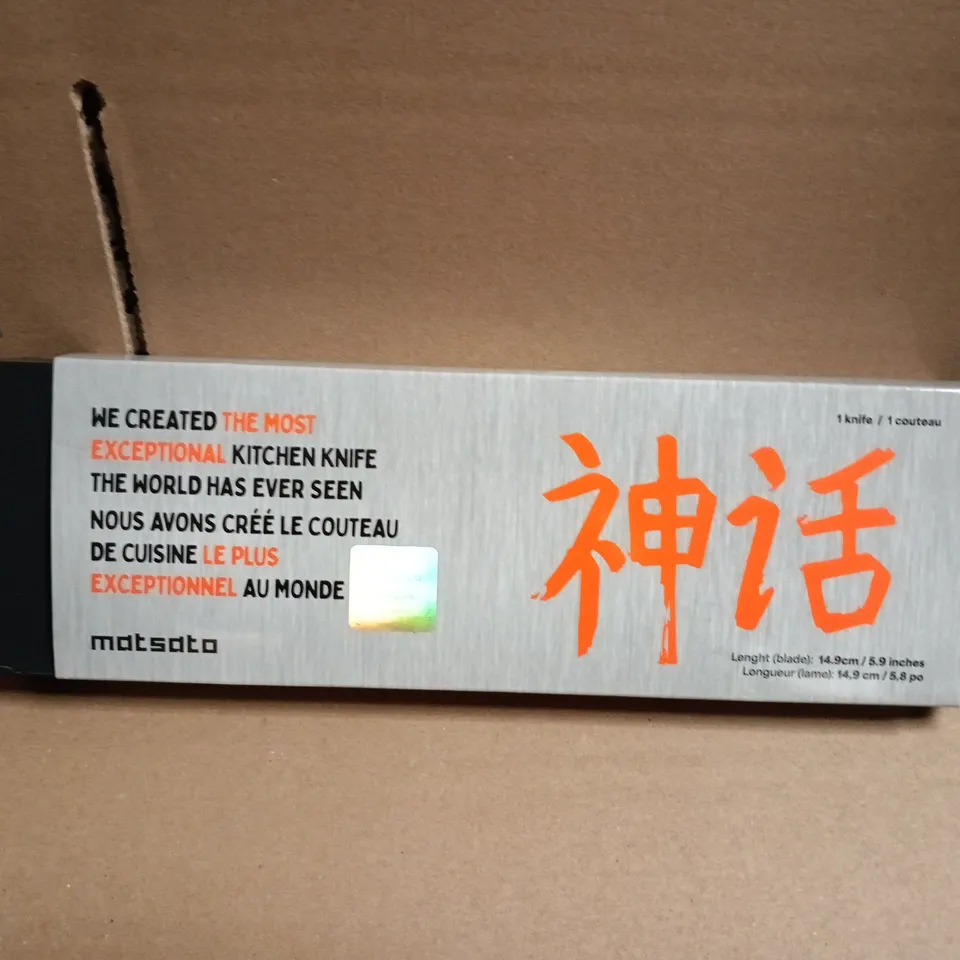 WE CREATED THE MOST
EXCEPTIONAL KITCHEN KNIFE
THE WORLD HAS EVER SEEN
NOUS AVONS CRÉÉ LE COUTEAU
DE CUISINE LE PLUS
EXCEPTIONNEL AU MONDE
matsato
1 knife / 1 couteau
神话
Lenght (blade): 14.9cm / 5.9 inches
Longueur (lame): 14,9 cm / 5,8 po